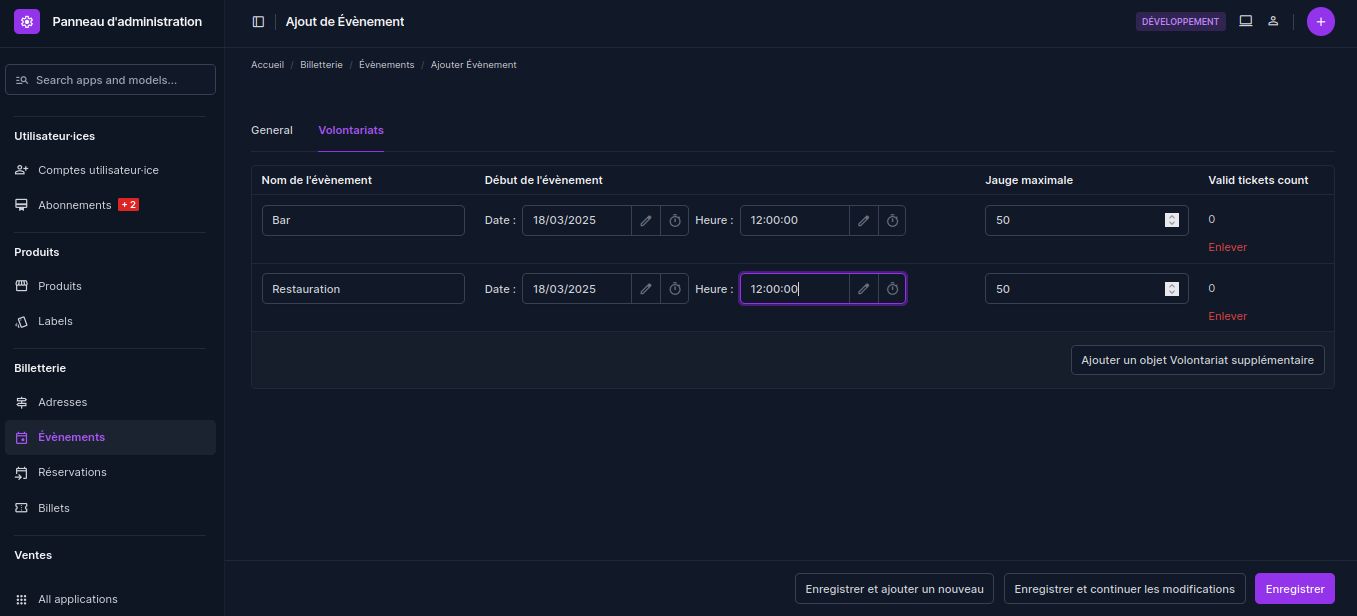 Panneau d'administration
Ajout de Évènement
DÉVELOPPEMENT
Search apps and models...
Accueil / Billetterie / Évènements / Ajouter Évènement
Utilisateur·ices
Comptes utilisateur·ice
Abonnements +2
Produits
Produits
Labels
Billetterie
Adresses
Évènements
Réservations
Billets
Ventes
All applications
General Volontariats
Nom de l'évènement Début de l'évènement Jauge maximale Valid tickets count
Bar Date : 18/03/2025 Heure : 12:00:00 50 0
Enlever
Restauration Date : 18/03/2025 Heure : 12:00:00 50 0
Enlever
Ajouter un objet Volontariat supplémentaire
Enregistrer et ajouter un nouveau Enregistrer et continuer les modifications Enregistrer